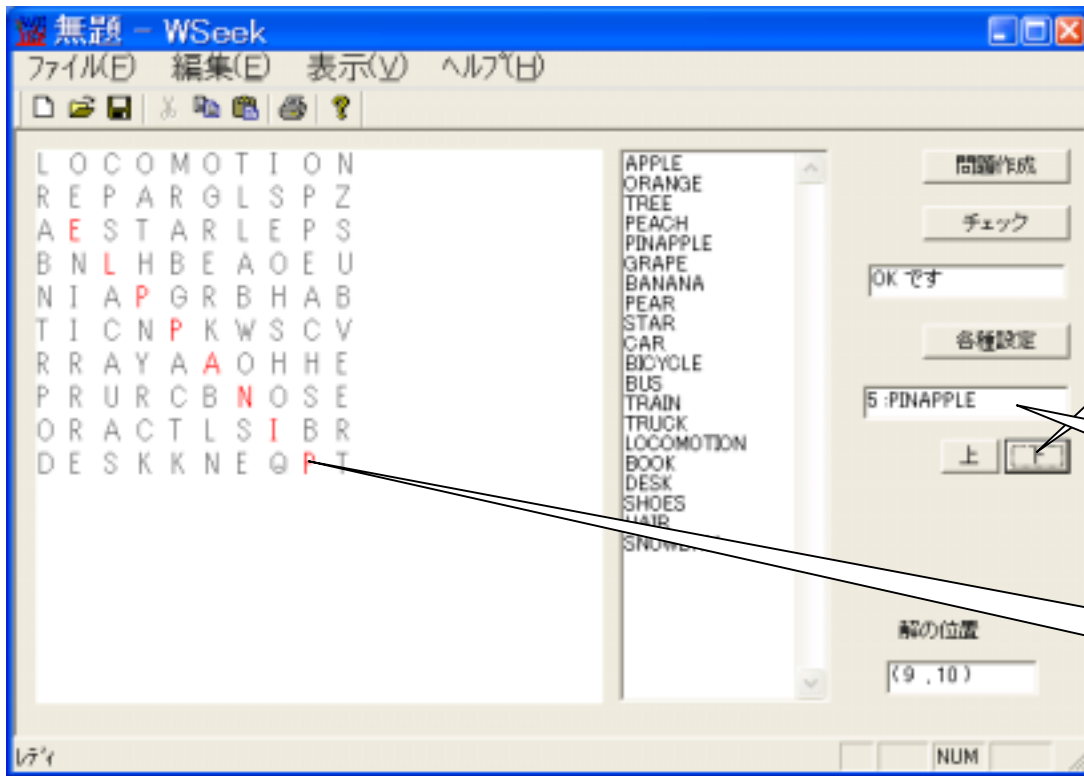 無題 - WSeek
ファイル(F) 編集(E) 表示(V) ヘルプ(H)
L O C O M O T I O N
R E P A R G L S P Z
A E S T A R L E P S
B N L H B E A O E U
N I A P G R B H A B
T I C N P K W S C V
R R A Y A A O H H E
P R U R C B N O S E
O R A C T L S I B R
D E S K K N E Q P T
APPLE
ORANGE
TREE
PEACH
PINAPPLE
GRAPE
BANANA
PEAR
STAR
CAR
BICYCLE
BUS
TRAIN
TRUCK
LOCOMOTION
BOOK
DESK
SHOES
HAIR
問題作成
チェック
OK です
各種設定
5 :PINAPPLE
上 下
解の位置
(9 ,10)
レディ
NUM